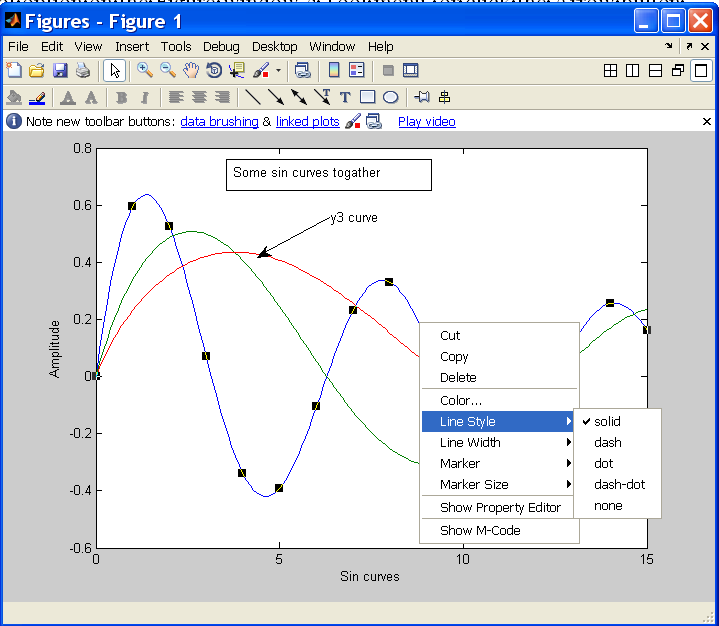 Figures - Figure 1
File Edit View Insert Tools Debug Desktop Window Help
Note new toolbar buttons: data brushing & linked plots Play video
Some sin curves togather
y3 curve
0.8
0.6
0.4
0.2
0
-0.2
-0.4
-0.6
Amplitude
0 5 10 15
Sin curves
Cut
Copy
Delete
Color...
Line Style
Line Width
Marker
Marker Size
Show Property Editor
Show M-Code
solid
dash
dot
dash-dot
none